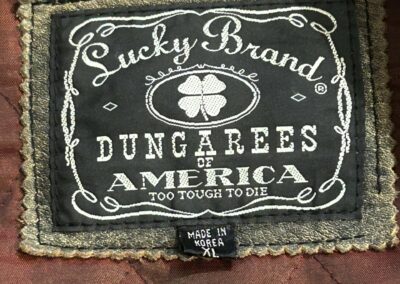 Lucky Brand ®
DUNGAREES
OF
AMERICA
TOO TOUGH TO DIE
MADE IN
KOREA
XL